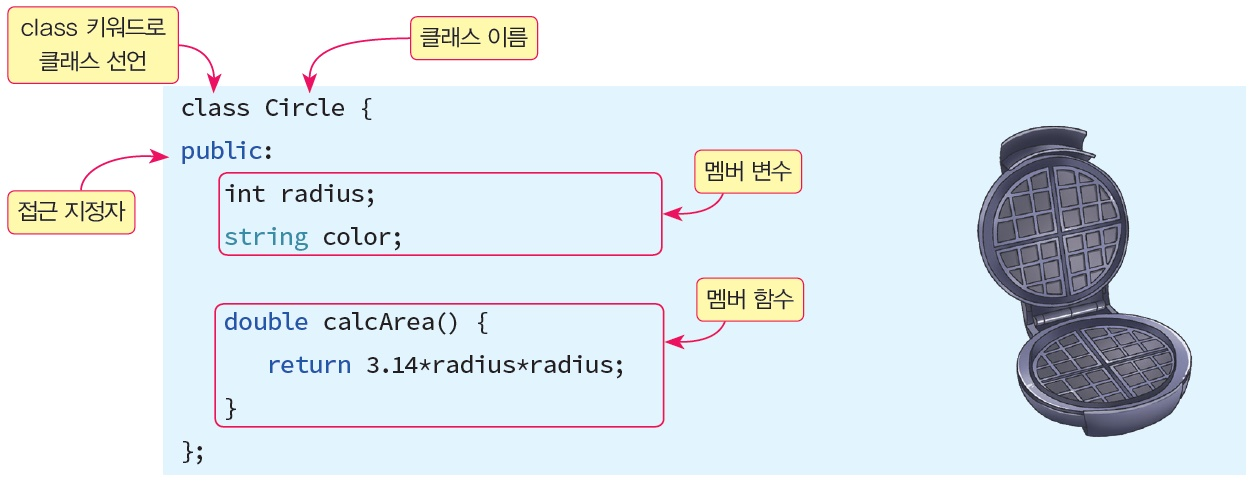 class 키워드로
클래스 선언
클래스 이름
class Circle {
public:
접근 지정자
int radius;
string color;
멤버 변수
double calcArea() {
return 3.14*radius*radius;
}
멤버 함수
};